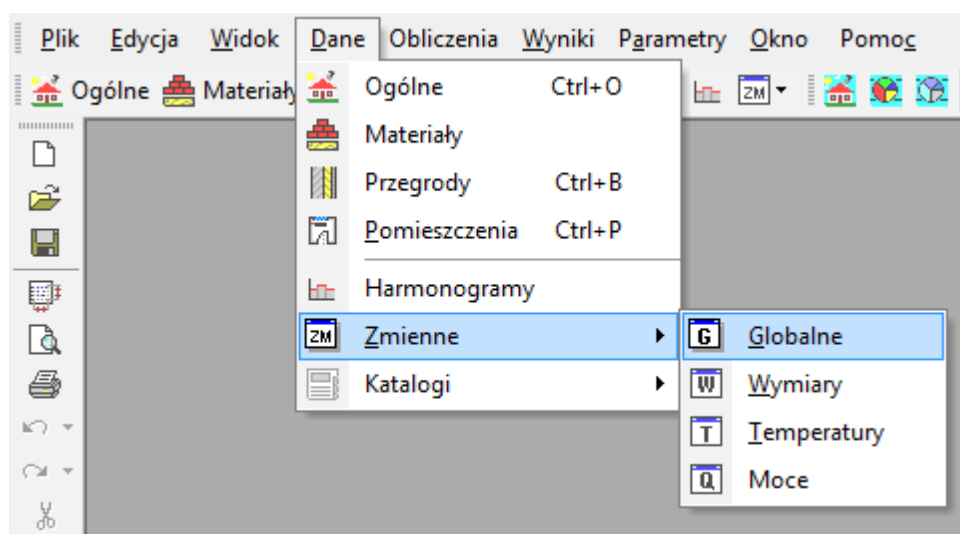 Plik Edycja Widok Dane Obliczenia Wyniki Parametry Okno Pomoc
Ogólne Materiały ZM
Ogólne Ctrl+O
Materiały
Przegrody Ctrl+B
Pomieszczenia Ctrl+P
Harmonogramy
ZM Zmienne G Globalne
Katalogi W Wymiary
T Temperatury
Q Moce